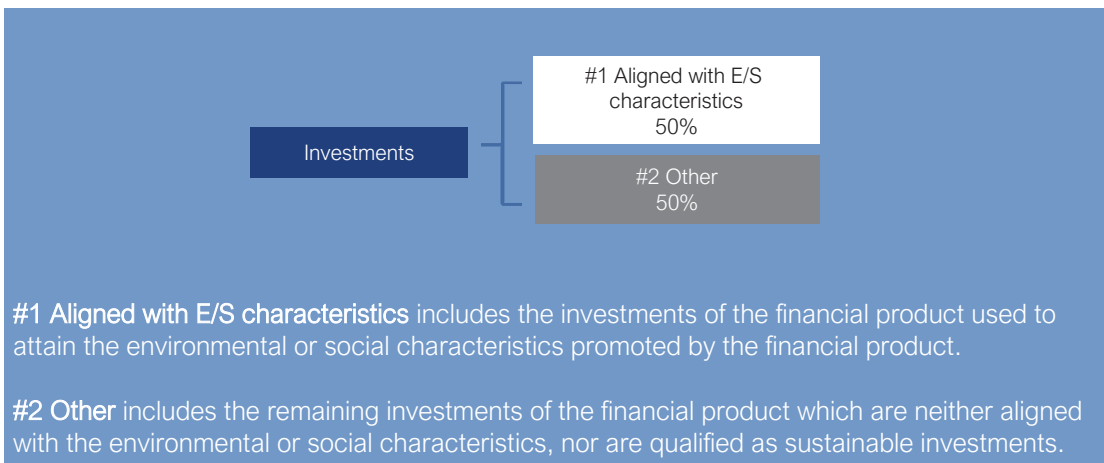 #1 Aligned with E/S
characteristics
50%
Investments
#2 Other
50%
#1 Aligned with E/S characteristics includes the investments of the financial product used to
attain the environmental or social characteristics promoted by the financial product.
#2 Other includes the remaining investments of the financial product which are neither aligned
with the environmental or social characteristics, nor are qualified as sustainable investments.